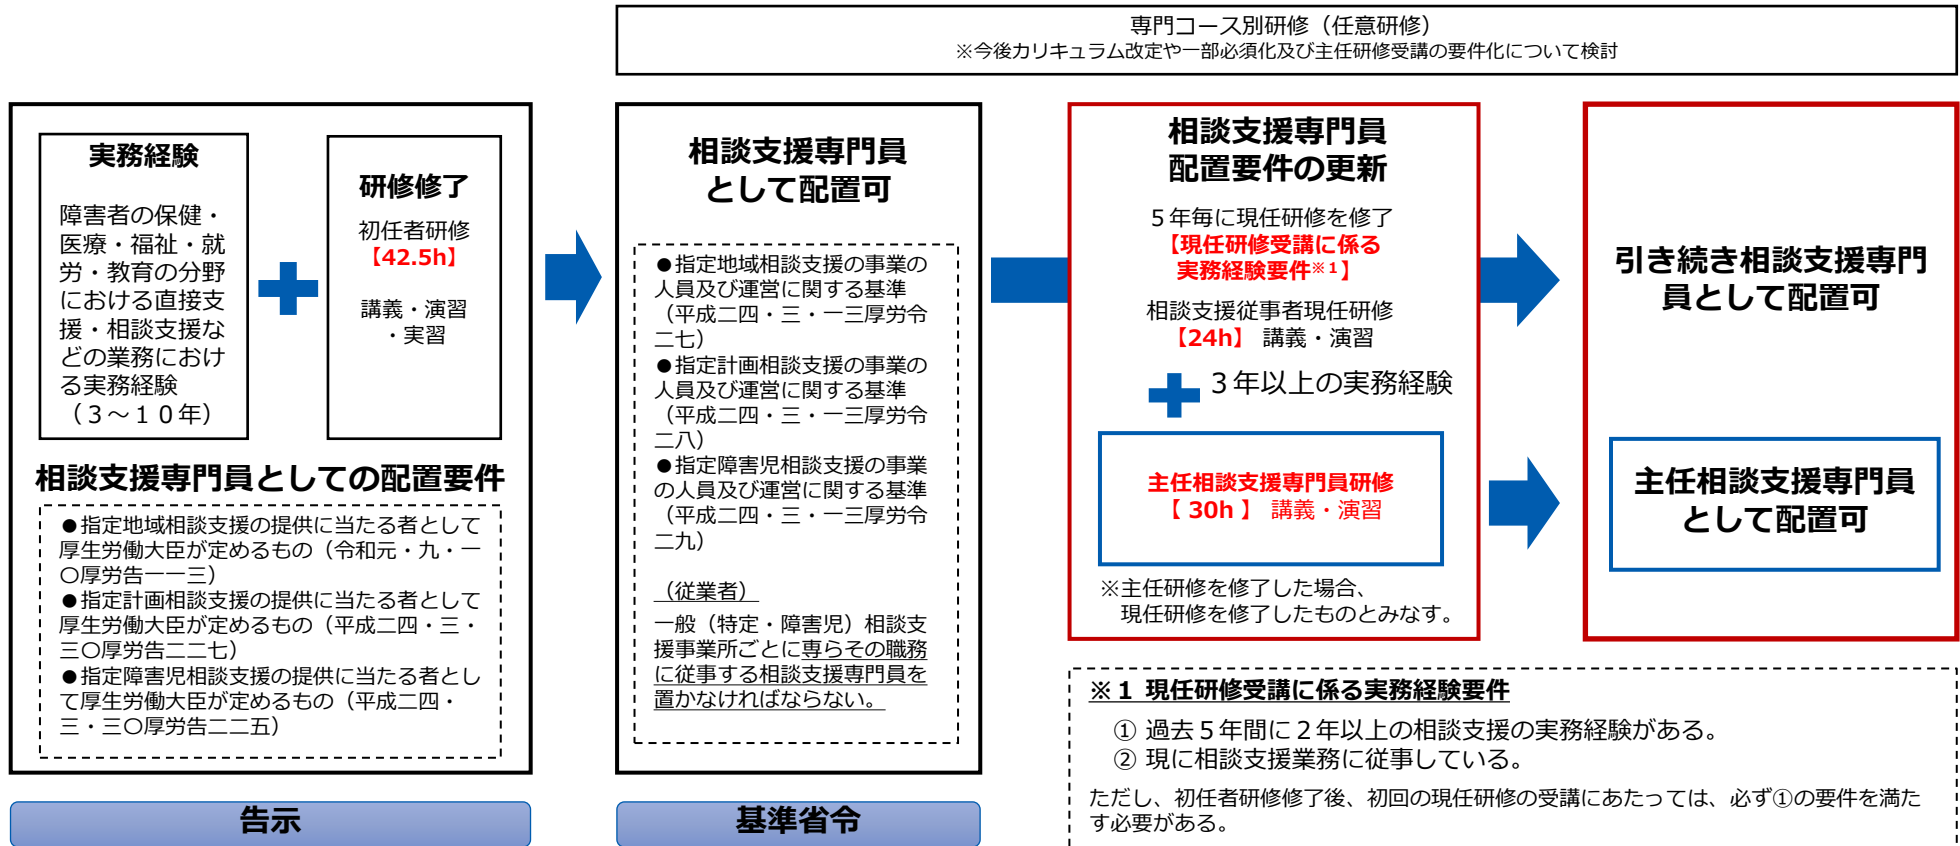 専門コース別研修（任意研修）
※今後カリキュラム改定や一部必須化及び主任研修受講の要件化について検討
実務経験
障害者の保健・
医療・福祉・就
労・教育の分野
における直接支
援・相談支援な
どの業務におけ
る実務経験
（３～１０年）
研修修了
初任者研修
【42.5h】
講義・演習
・実習
相談支援専門員としての配置要件
●指定地域相談支援の提供に当たる者として
厚生労働大臣が定めるもの（令和元・九・一
〇厚労告一一三）
●指定計画相談支援の提供に当たる者として
厚生労働大臣が定めるもの（平成二四・三・
三〇厚労告二二七）
●指定障害児相談支援の提供に当たる者とし
て厚生労働大臣が定めるもの（平成二四・
三・三〇厚労告二二五）
告示
相談支援専門員
として配置可
●指定地域相談支援の事業の
人員及び運営に関する基準
（平成二四・三・一三厚労令
二七）
●指定計画相談支援の事業の
人員及び運営に関する基準
（平成二四・三・一三厚労令
二八）
●指定障害児相談支援の事業
の人員及び運営に関する基準
（平成二四・三・一三厚労令
二九）
（従業者）
一般（特定・障害児）相談支
援事業所ごとに専らその職務
に従事する相談支援専門員を
置かなければならない。
基準省令
相談支援専門員
配置要件の更新
５年毎に現任研修を修了
【現任研修受講に係る
実務経験要件※１】
相談支援従事者現任研修
【24h】 講義・演習
３年以上の実務経験
主任相談支援専門員研修
【 30h 】 講義・演習
※主任研修を修了した場合、
現任研修を修了したものとみなす。
引き続き相談支援専門
員として配置可
主任相談支援専門員
として配置可
※１ 現任研修受講に係る実務経験要件
① 過去５年間に２年以上の相談支援の実務経験がある。
② 現に相談支援業務に従事している。
ただし、初任者研修修了後、初回の現任研修の受講にあたっては、必ず①の要件を満た
す必要がある。